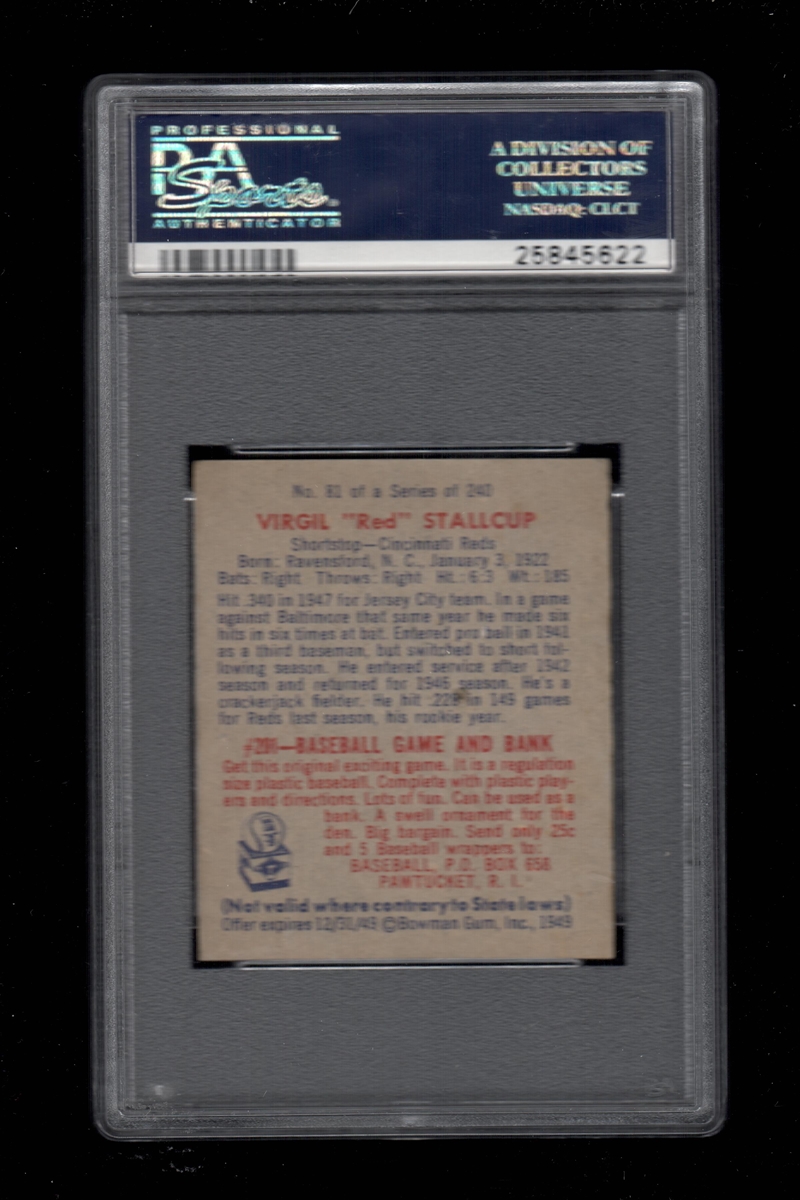 PROFESSIONAL
PSA
Sports
AUTHENTICATOR
A DIVISION OF
COLLECTORS
UNIVERSE
NASDAQ: CLCT
25845622
No. 81 of a Series of 240
VIRGIL "Red" STALLCUP
Shortstop—Cincinnati Reds
Born: Ravensford, N. C., January 3, 1922
Bats: Right Throws: Right Ht.: 6:3 Wt.: 185
Hit .340 in 1947 for Jersey City team. In a game
against Baltimore that same year he made six
hits in six times at bat. Entered pro ball in 1941
as a third baseman, but switched to short fol-
lowing season. He entered service after 1942
season and returned for 1946 season. He's a
crackerjack fielder. He hit .228 in 149 games
for Reds last season, his rookie year.
#201—BASEBALL GAME AND BANK
Get this original exciting game. It is a regulation
size plastic baseball. Complete with plastic play-
ers and directions. Lots of fun. Can be used as a
bank. A swell ornament for the
den. Big bargain. Send only 25c
and 5 Baseball wrappers to:
BASEBALL, P.O. BOX 658
PAWTUCKET, R. I.
(Not valid where contrary to State laws)
Offer expires 12/31/49 ©Bowman Gum, Inc., 1949